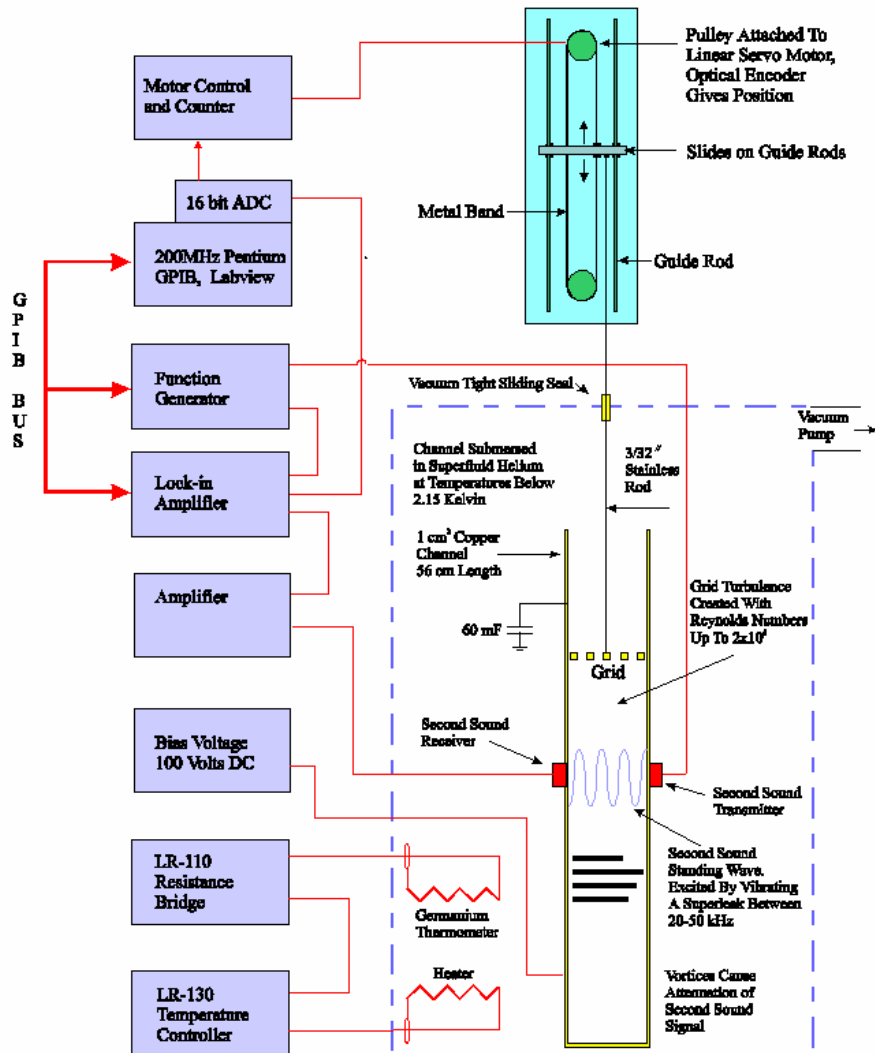 Pulley Attached To
Linear Servo Motor,
Optical Encoder
Gives Position
Motor Control
and Counter
Slides on Guide Rods
16 bit ADC
Metal Band
200MHz Pentium
GPIB, Labview
Guide Rod
GPIB BUS
Function
Generator
Vacuum Tight Sliding Seal
Vacuum
Pump
Channel Submersed
in Superfluid Helium
at Temperatures Below
2.15 Kelvin
3/32"
Stainless
Rod
Lock-in
Amplifier
1 cm² Copper
Channel
56 cm Length
Amplifier
Grid Turbulence
Created With
Reynolds Numbers
Up To
60 mF
Grid
Second Sound
Receiver
Bias Voltage
100 Volts DC
Second Sound
Transmitter
LR-110
Resistance
Bridge
Second Sound
Standing Wave.
Excited By Vibrating
A Superleak Between
20-50 kHz
Germanium
Thermometer
Heater
LR-130
Temperature
Controller
Vortices Cause
Attenuation of
Second Sound
Signal